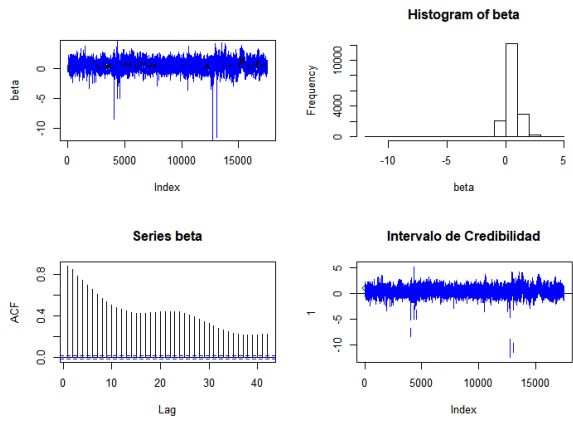 Histogram of beta
beta
0
-5
-10
0 5000 10000 15000
Index
Frequency
10000
4000
0
-10 -5 0 5
beta
Series beta
ACF
0.8
0.4
0.0
0 10 20 30 40
Lag
Intervalo de Credibilidad
1
5
0
-5
-10
0 5000 10000 15000
Index